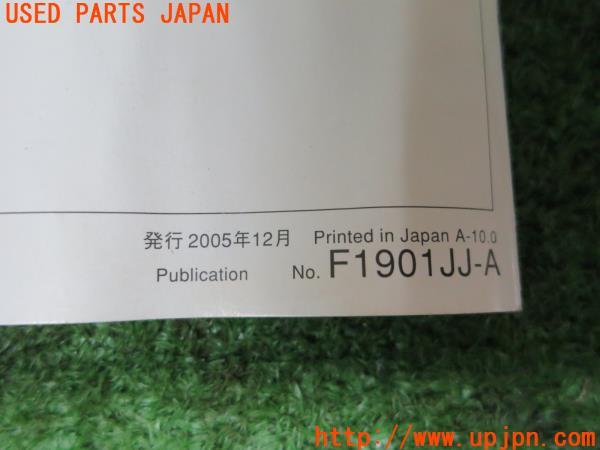 USED PARTS JAPAN
発行 2005年12月 Printed in Japan A-10.0
Publication No. F1901JJ-A
http://www.upjpn.com/